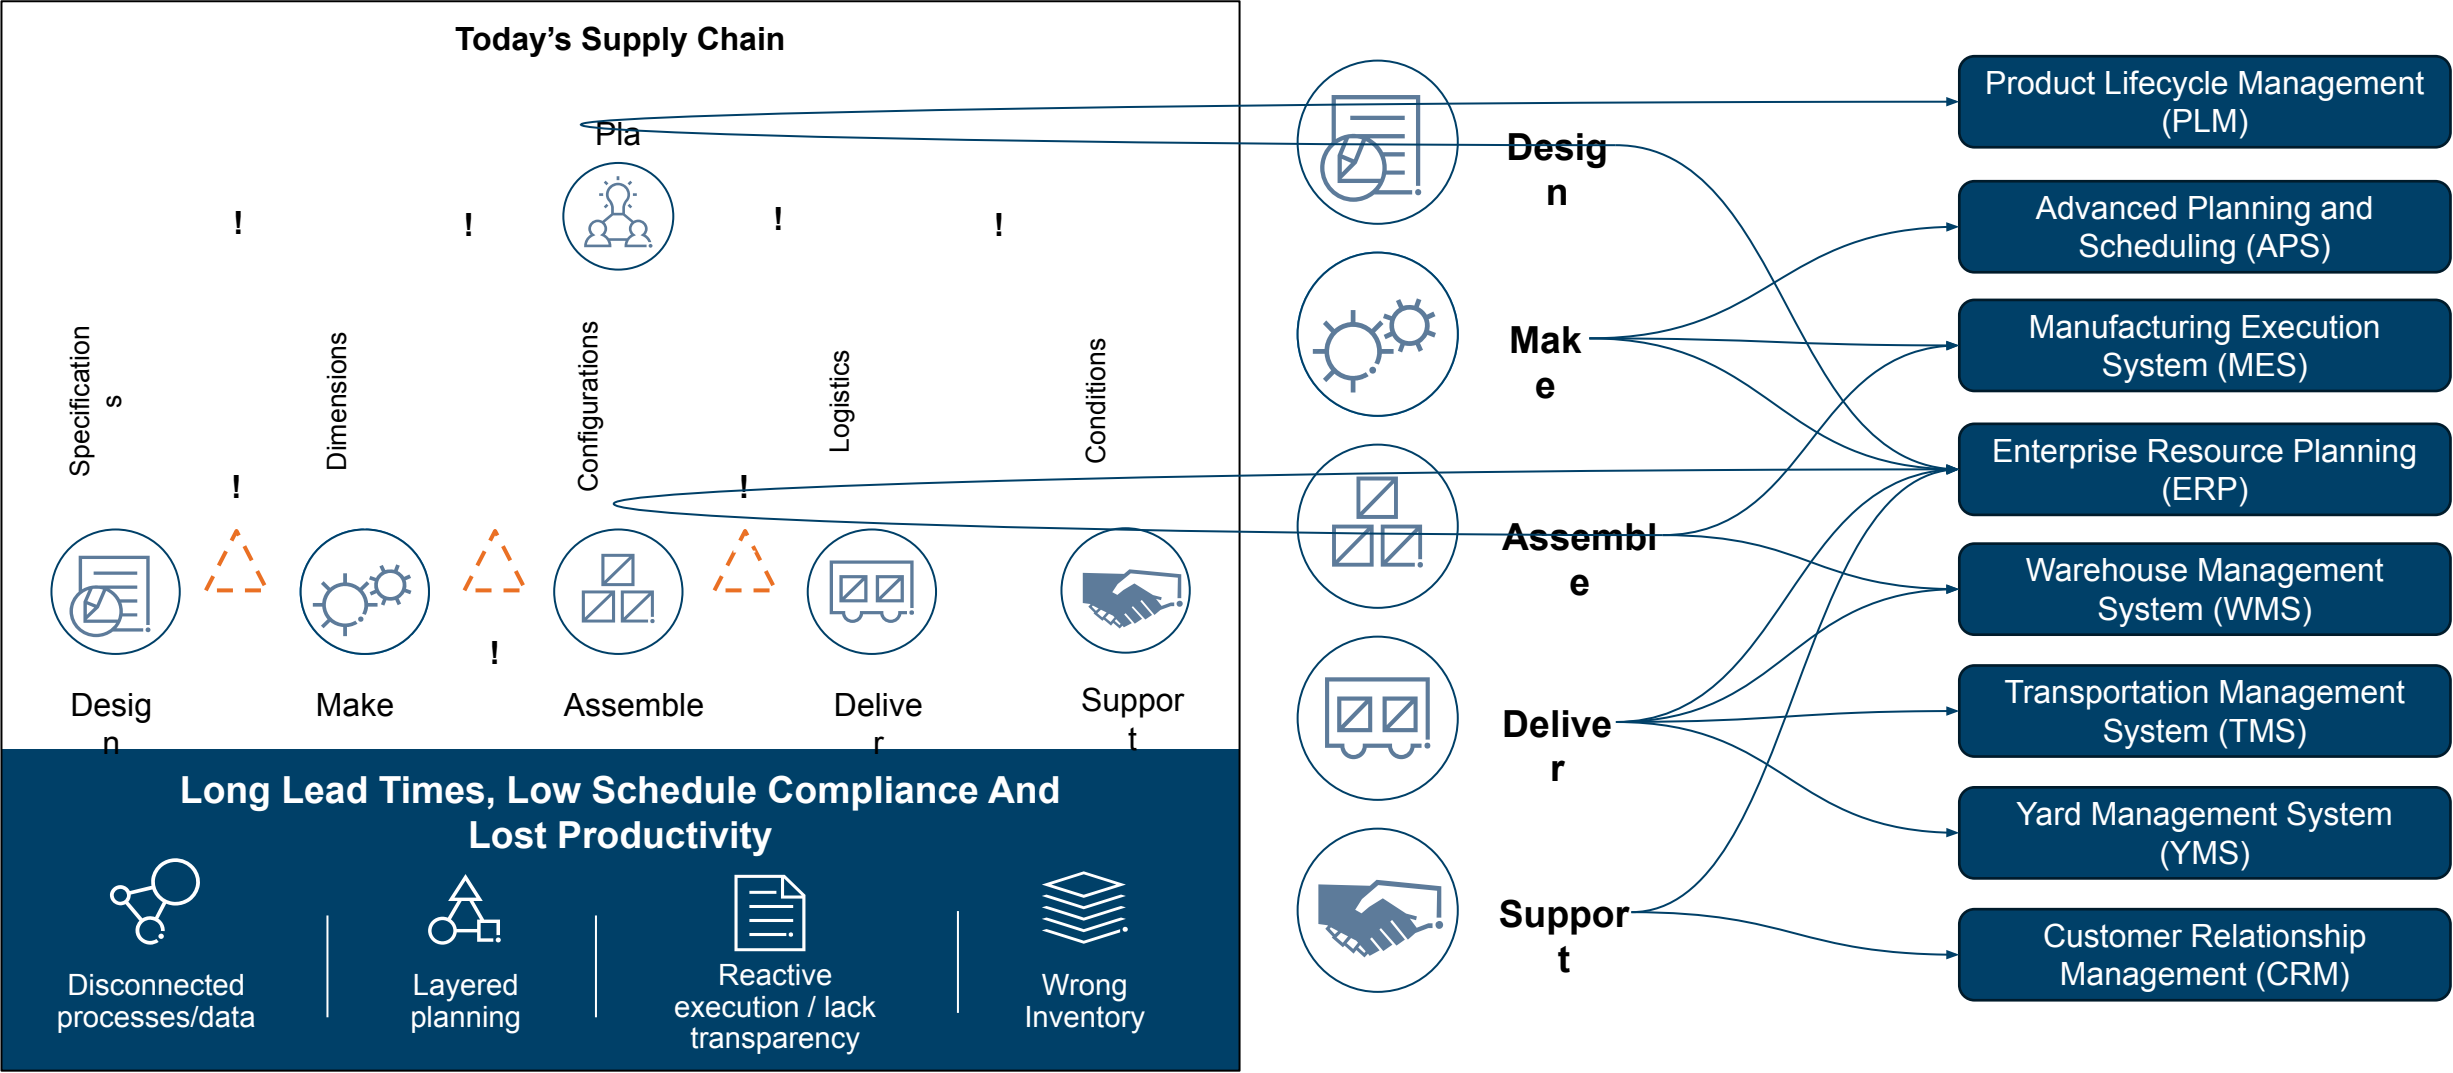 Today’s Supply Chain
Pla
!
!
!
!
Specification
s
Dimensions
Configurations
Logistics
Conditions
!
!
!
Desig
n
Make
Assemble
Delive
r
Suppor
t
Long Lead Times, Low Schedule Compliance And
Lost Productivity
Disconnected
processes/data
Layered
planning
Reactive
execution / lack
transparency
Wrong
Inventory
Desig
n
Mak
e
Assembl
e
Delive
r
Suppor
t
Product Lifecycle Management
(PLM)
Advanced Planning and
Scheduling (APS)
Manufacturing Execution
System (MES)
Enterprise Resource Planning
(ERP)
Warehouse Management
System (WMS)
Transportation Management
System (TMS)
Yard Management System
(YMS)
Customer Relationship
Management (CRM)